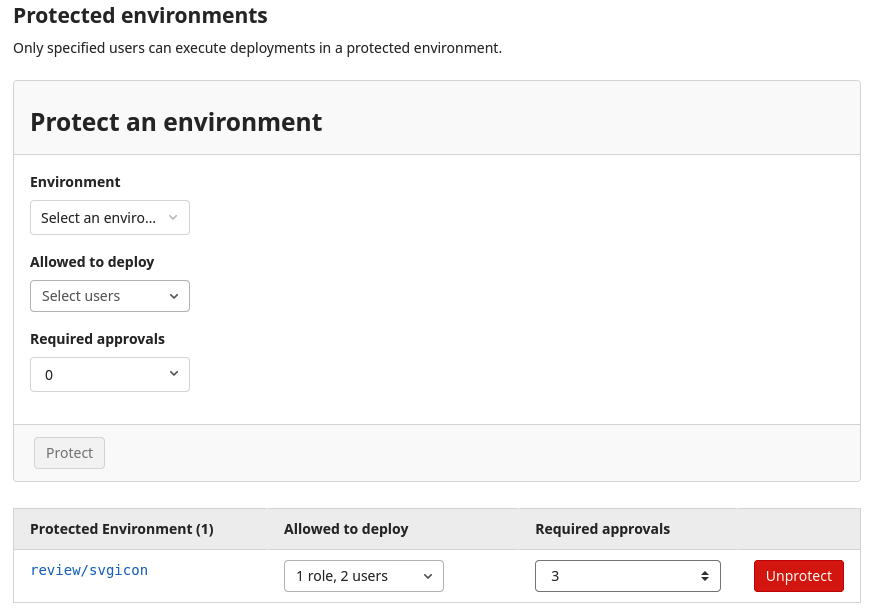 Protected environments
Only specified users can execute deployments in a protected environment.
Protect an environment
Environment
Select an enviro...
Allowed to deploy
Select users
Required approvals
0
Protect
Protected Environment (1) Allowed to deploy Required approvals
review/svgicon 1 role, 2 users 3 Unprotect